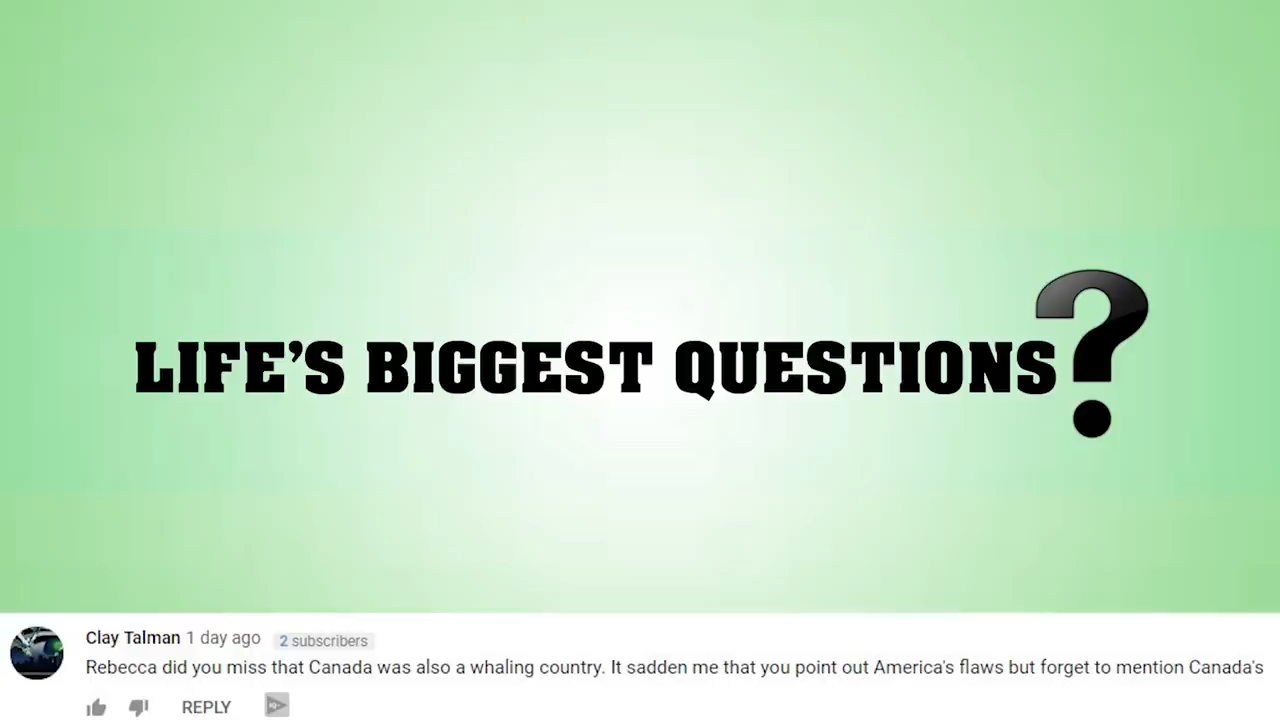 LIFE'S BIGGEST QUESTIONS?
Clay Talman 1 day ago 2 subscribers
Rebecca did you miss that Canada was also a whaling country. It sadden me that you point out America's flaws but forget to mention Canada's
REPLY